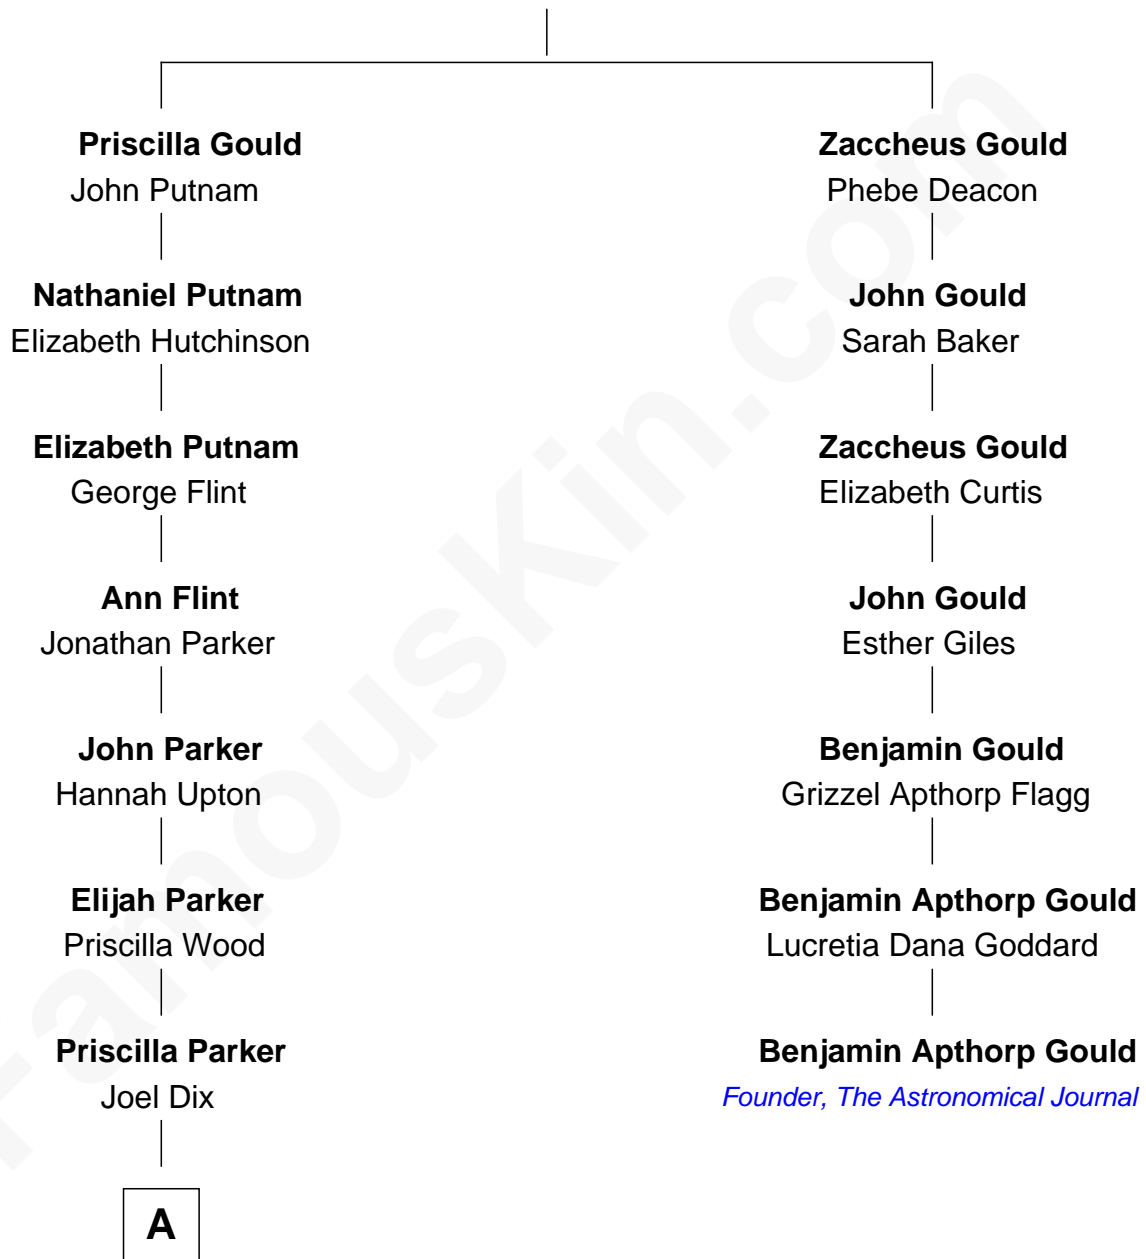 Priscilla Gould
John Putnam
Nathaniel Putnam
Elizabeth Hutchinson
Elizabeth Putnam
George Flint
Ann Flint
Jonathan Parker
John Parker
Hannah Upton
Elijah Parker
Priscilla Wood
Priscilla Parker
Joel Dix
A
Zaccheus Gould
Phebe Deacon
John Gould
Sarah Baker
Zaccheus Gould
Elizabeth Curtis
John Gould
Esther Giles
Benjamin Gould
Grizzel Apthorp Flagg
Benjamin Apthorp Gould
Lucretia Dana Goddard
Benjamin Apthorp Gould
Founder, The Astronomical Journal
FamousKin.com